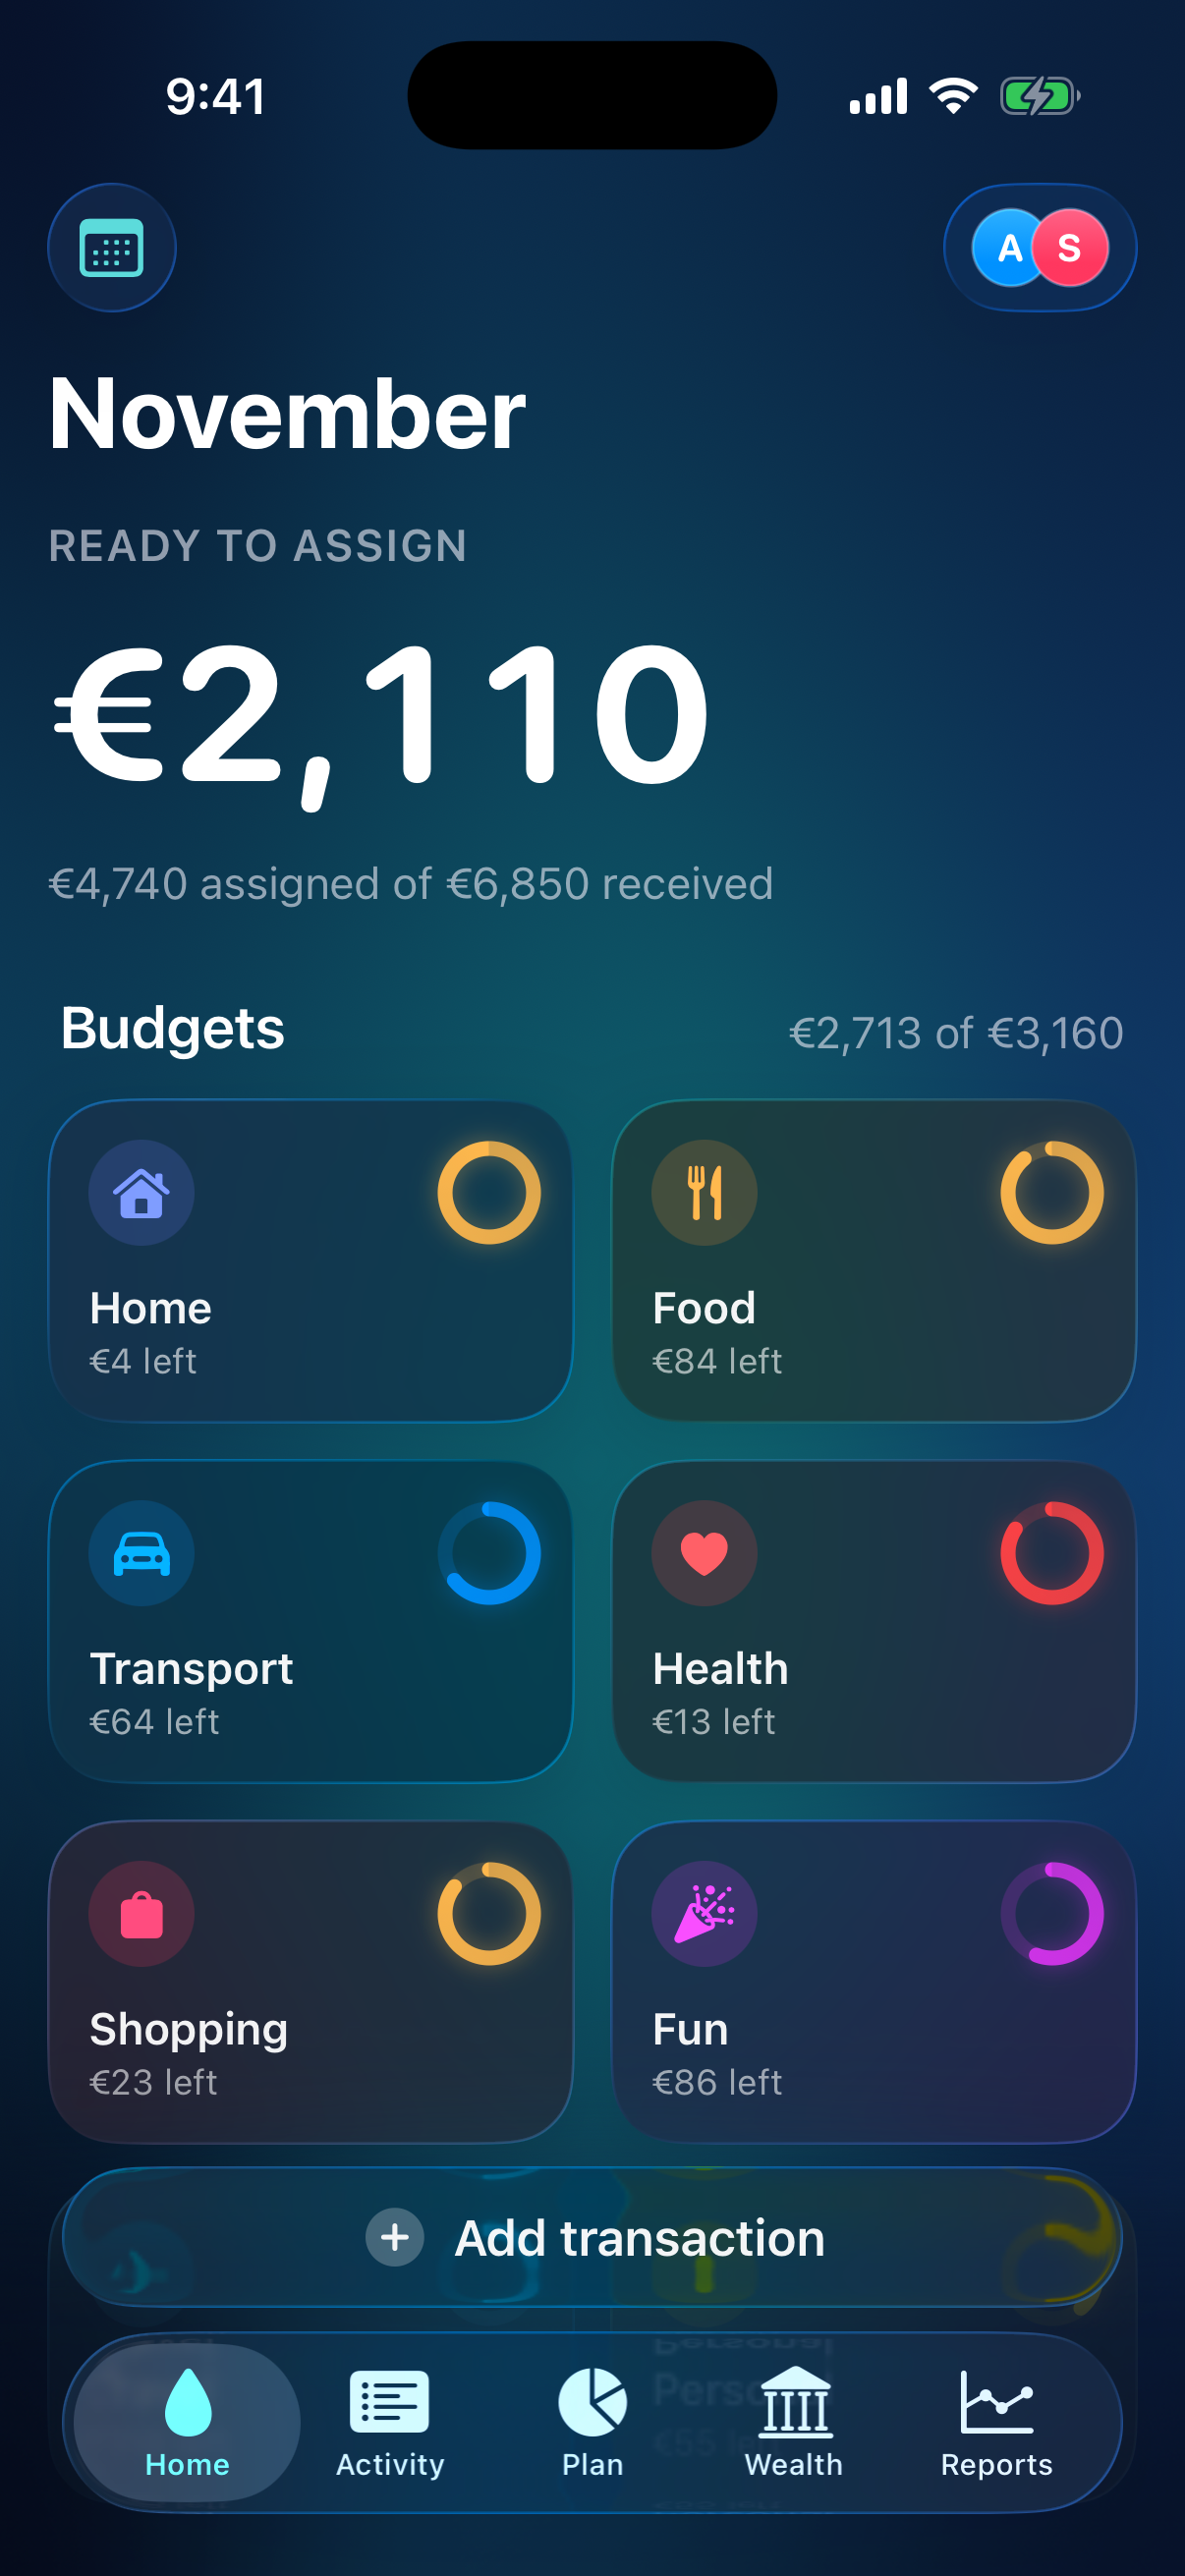 9:41
A S
November
READY TO ASSIGN
€2,110
€4,740 assigned of €6,850 received
Budgets
€2,713 of €3,160
Home
€4 left
Food
€84 left
Transport
€64 left
Health
€13 left
Shopping
€23 left
Fun
€86 left
Add transaction
Home
Activity
Plan
Wealth
Reports